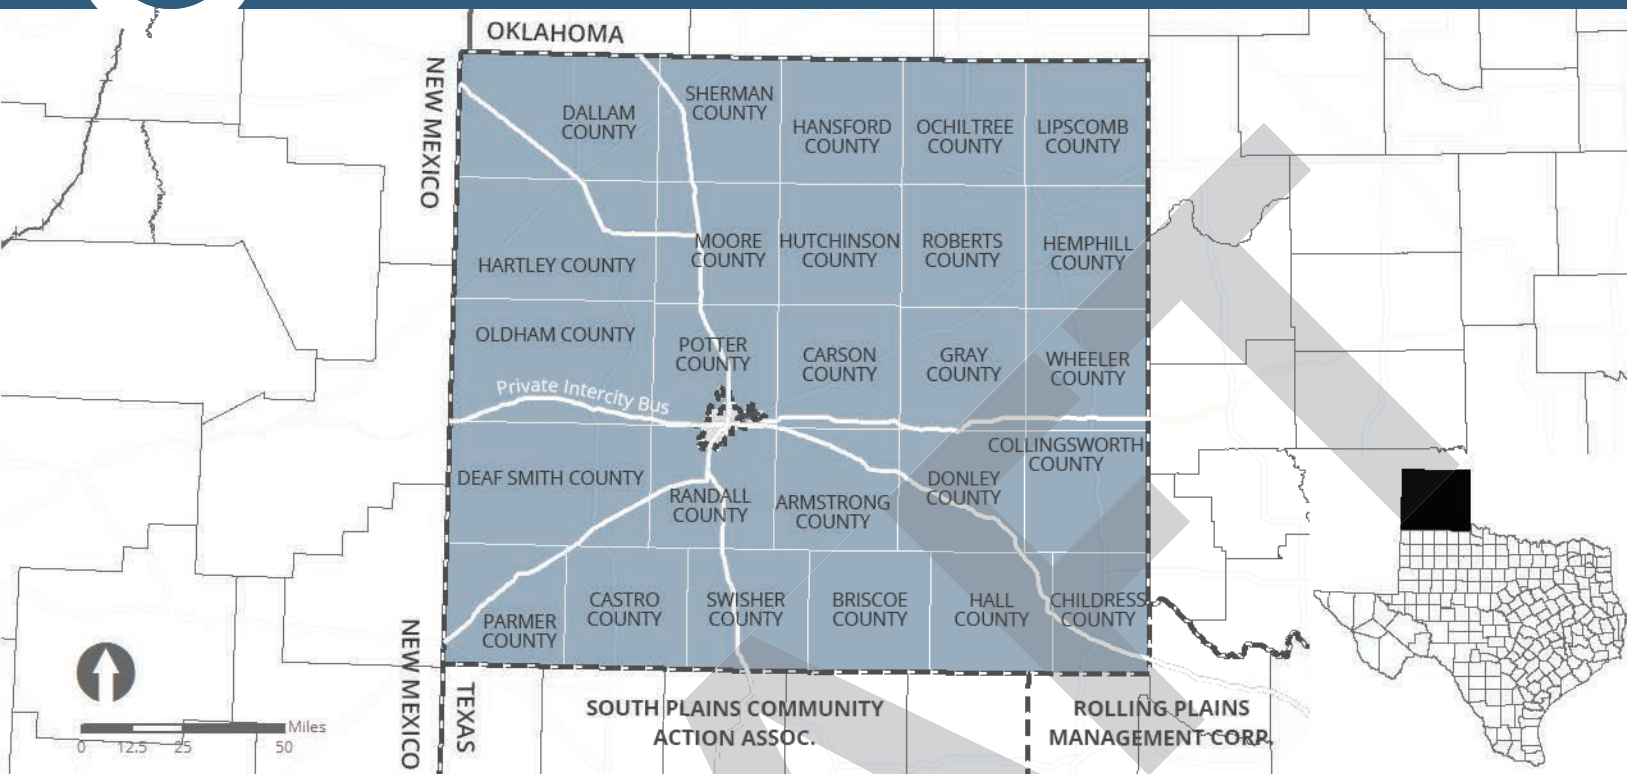 OKLAHOMA
NEW MEXICO
DALLAM
COUNTY
SHERMAN
COUNTY
HANSFORD
COUNTY
OCHILTREE
COUNTY
LIPSCOMB
COUNTY
HARTLEY COUNTY
MOORE
COUNTY
HUTCHINSON
COUNTY
ROBERTS
COUNTY
HEMPHILL
COUNTY
OLDHAM COUNTY
POTTER
COUNTY
CARSON
COUNTY
GRAY
COUNTY
WHEELER
COUNTY
Private Intercity Bus
DEAF SMITH COUNTY
RANDALL
COUNTY
ARMSTRONG
COUNTY
DONLEY
COUNTY
COLLINGSWORTH
COUNTY
PARMER
COUNTY
CASTRO
COUNTY
SWISHER
COUNTY
BRISCOE
COUNTY
HALL
COUNTY
CHILDRESS
COUNTY
NEW MEXICO
TEXAS
SOUTH PLAINS COMMUNITY
ACTION ASSOC.
ROLLING PLAINS
MANAGEMENT CORP.
Miles
0 12.5 25 50